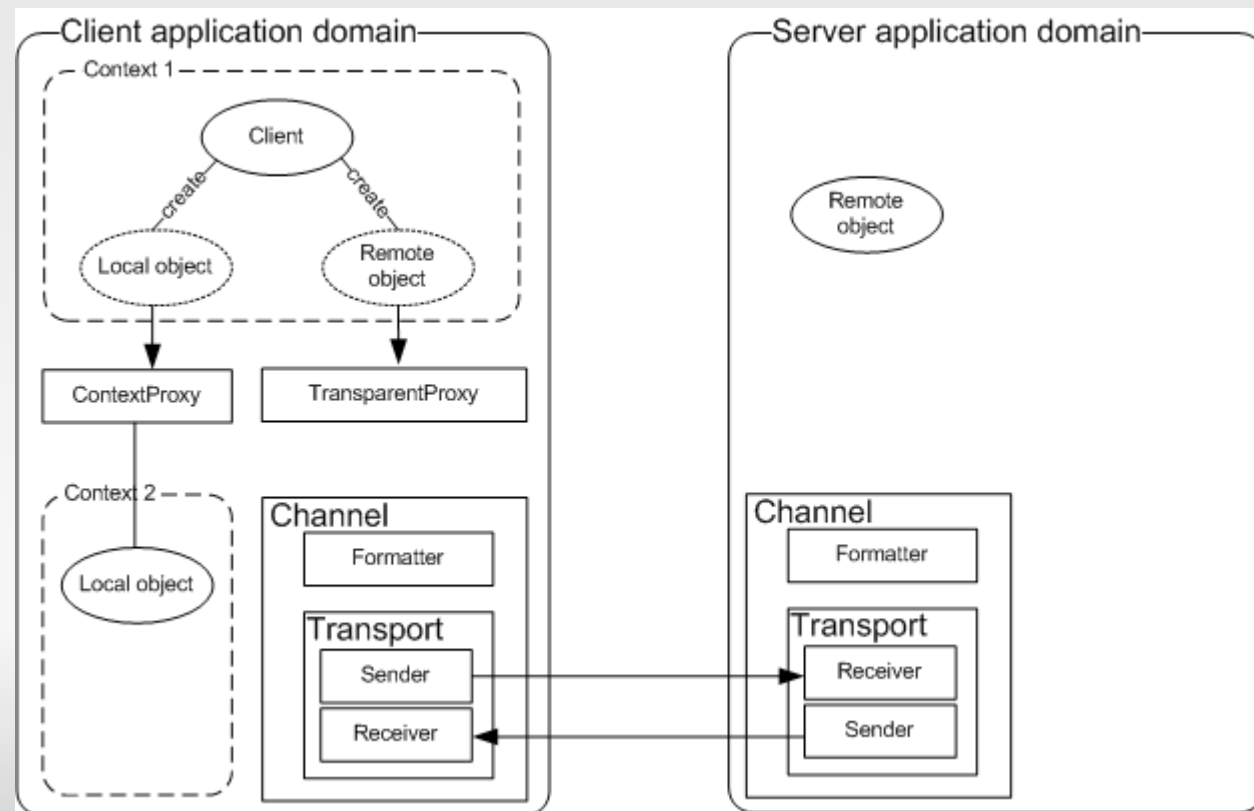 Client application domain
Context 1
Client
create
create
Local object
Remote
object
ContextProxy
TransparentProxy
Context 2
Local object
Channel
Formatter
Transport
Sender
Receiver
Server application domain
Remote
object
Channel
Formatter
Transport
Receiver
Sender